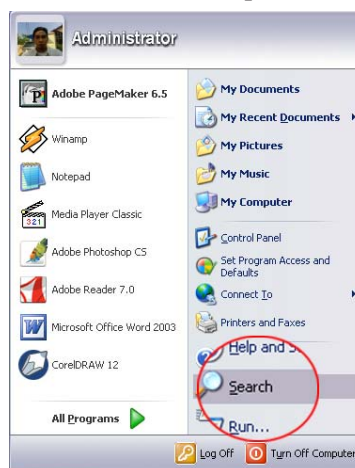 Administrator
Adobe PageMaker 6.5
Winamp
Notepad
321
Media Player Classic
Adobe Photoshop CS
Adobe Reader 7.0
Microsoft Office Word 2003
CorelDRAW 12
All Programs
My Documents
My Recent Documents
My Pictures
My Music
My Computer
Control Panel
Set Program Access and
Defaults
Connect To
Printers and Faxes
Help and S
Search
Run...
Log Off
Turn Off Computer